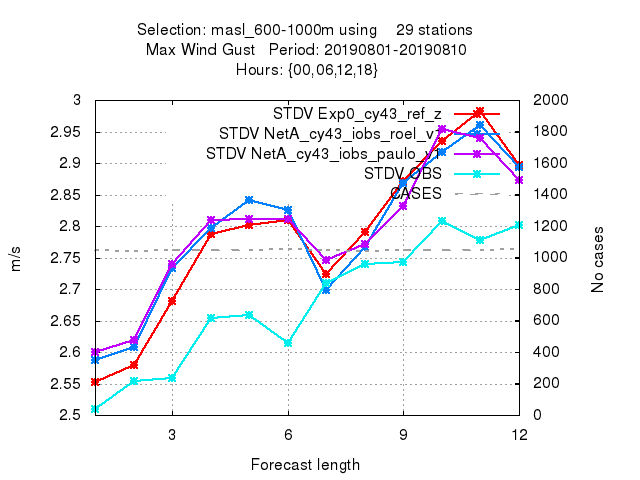 Selection: masl_600-1000m using 29 stations
Max Wind Gust Period: 20190801-20190810
Hours: {00,06,12,18}
3 2000
2.95 1800
2.9 1600
2.85 1400
2.8 1200
2.75 1000
2.7 800
2.65 600
2.6 400
2.55 200
2.5 0
STDV Exp0_cy43_ref_z
STDV NetA_cy43_iobs_roel_v1
STDV NetA_cy43_iobs_paulo_v1
STDV OBS
CASES
m/s
No cases
3 6 9 12
Forecast length